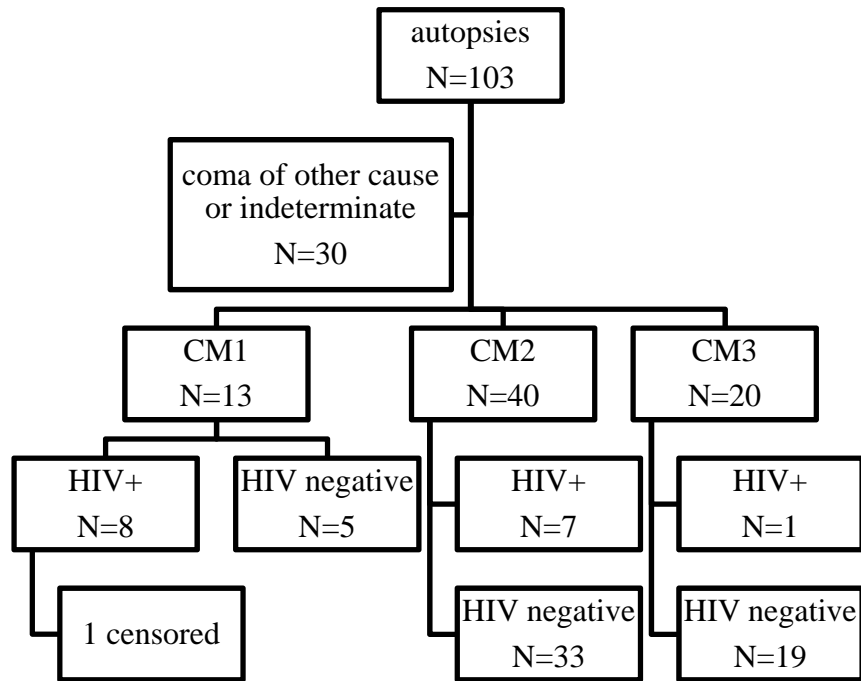 autopsies
N=103
coma of other cause
or indeterminate
N=30
CM1
N=13
CM2
N=40
CM3
N=20
HIV+
N=8
HIV negative
N=5
HIV+
N=7
HIV+
N=1
1 censored
HIV negative
N=33
HIV negative
N=19